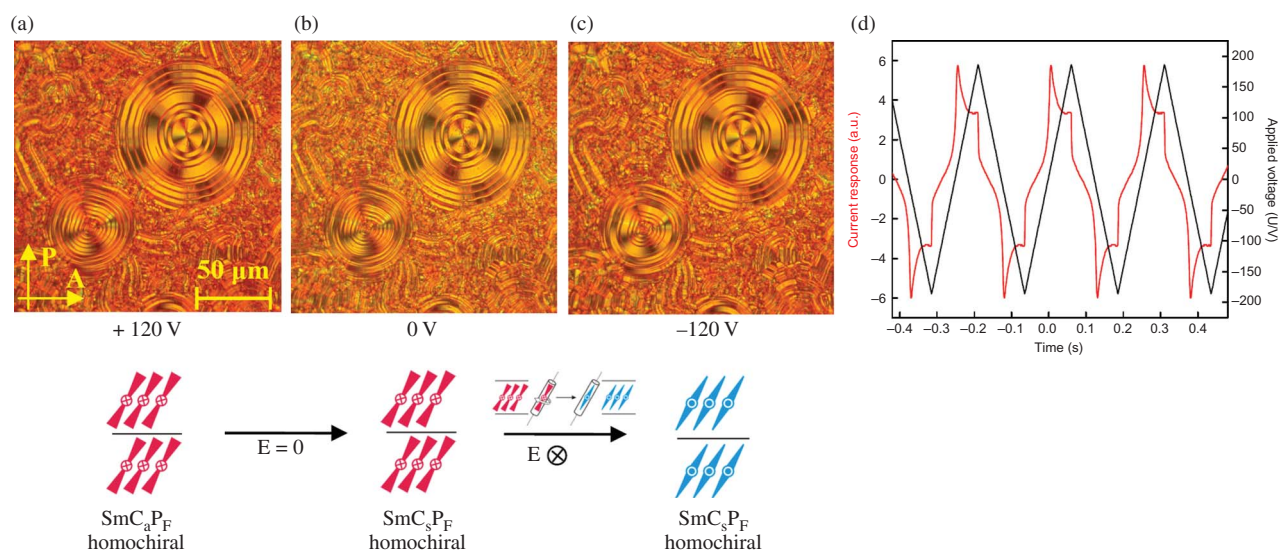 (a)
(b)
(c)
(d)
P
A
50 µm
+ 120 V
0 V
–120 V
Current response (a.u.)
6
4
2
0
–2
–4
–6
200
150
100
50
0
–50
–100
–150
–200
Applied voltage (U/V)
–0.4 –0.3 –0.2 –0.1 0.0 0.1 0.2 0.3 0.4
Time (s)
E = 0
E ⊗
SmCaPF
homochiral
SmCsPF
homochiral
SmCsPF
homochiral